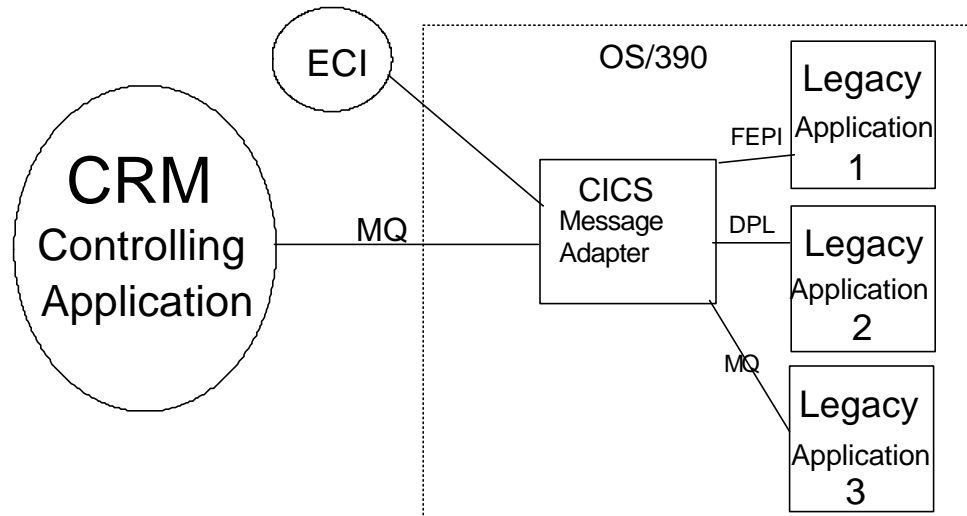 ECI
OS/390
CRM
Controlling
Application
MQ
CICS
Message
Adapter
FEPI
DPL
MQ
Legacy
Application
1
Legacy
Application
2
Legacy
Application
3